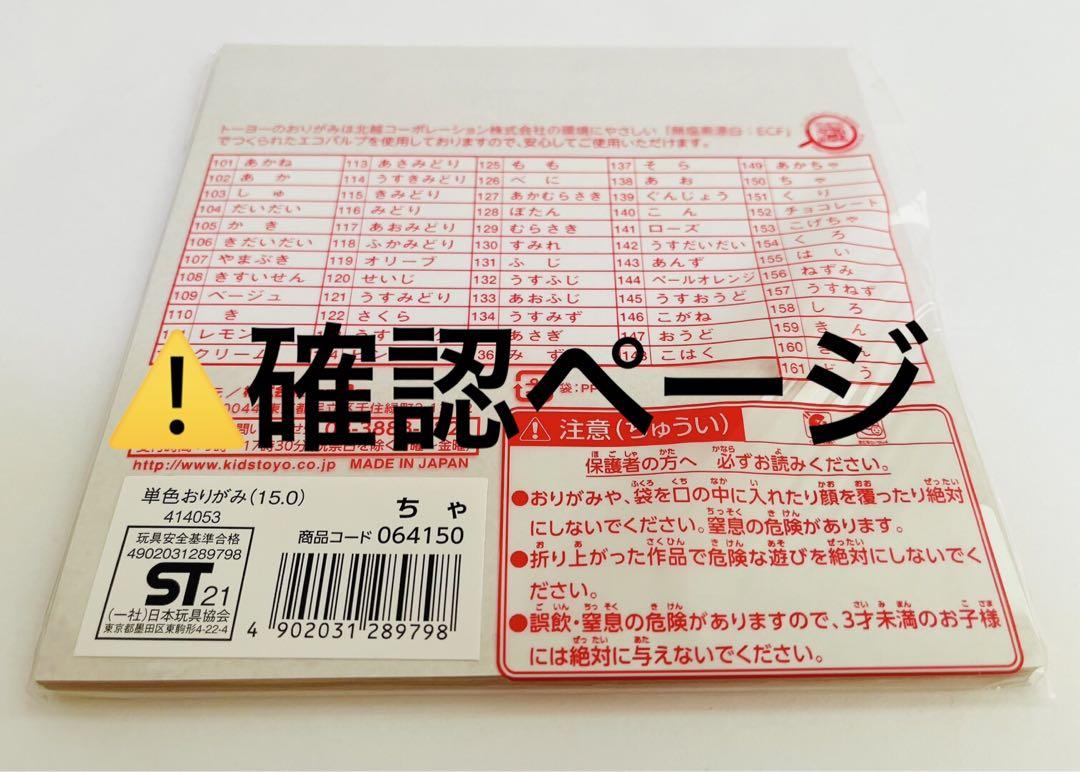 トーヨーのおりがみは北越コーポレーション株式会社の環境にやさしい「無塩素漂白：ECF」
でつくられたエコパルプを使用しておりますので、安心してご使用いただけます。
101 あかね 113 あさみどり 125 もも 137 そら 149 あかちゃ
102 あか 114 うすきみどり 126 べに 138 あお 150 ちゃ
103 しゅ 115 きみどり 127 あかむらさき 139 ぐんじょう 151 くり
104 だいだい 116 みどり 128 ぼたん 140 こん 152 チョコレート
105 かき 117 あおみどり 129 むらさき 141 ローズ 153 こげちゃ
106 きだいだい 118 ふかみどり 130 すみれ 142 うすだいだい 154 くろ
107 やまぶき 119 オリーブ 131 ふじ 143 あんず 155 はい
108 きすいせん 120 せいじ 132 うすふじ 144 ペールオレンジ 156 ねずみ
109 ベージュ 121 うすみどり 133 あおふじ 145 うすおうど 157 うすねず
110 き 122 さくら 134 うすみず 146 こがね 158 しろ
レモン うす あさぎ 147 おうど 159 きん
クリーム み ず 148 こはく 160
161
⚠️確認ページ
袋：PP
http://www.kidstoyo.co.jp MADE IN JAPAN
単色おりがみ(15.0) ちゃ
414053 商品コード 064150
玩具安全基準合格
4902031289798
ST21
(一社)日本玩具協会
東京都墨田区東駒形4-22-4
4 902031 289798
注意(ちゅうい)
保護者の方へ 必ずお読みください。
●おりがみや、袋を口の中に入れたり顔を覆ったり絶対
にしないでください。窒息の危険があります。
●折り上がった作品で危険な遊びを絶対にしないでく
ださい。
●誤飲・窒息の危険がありますので、3才未満のお子様
には絶対に与えないでください。